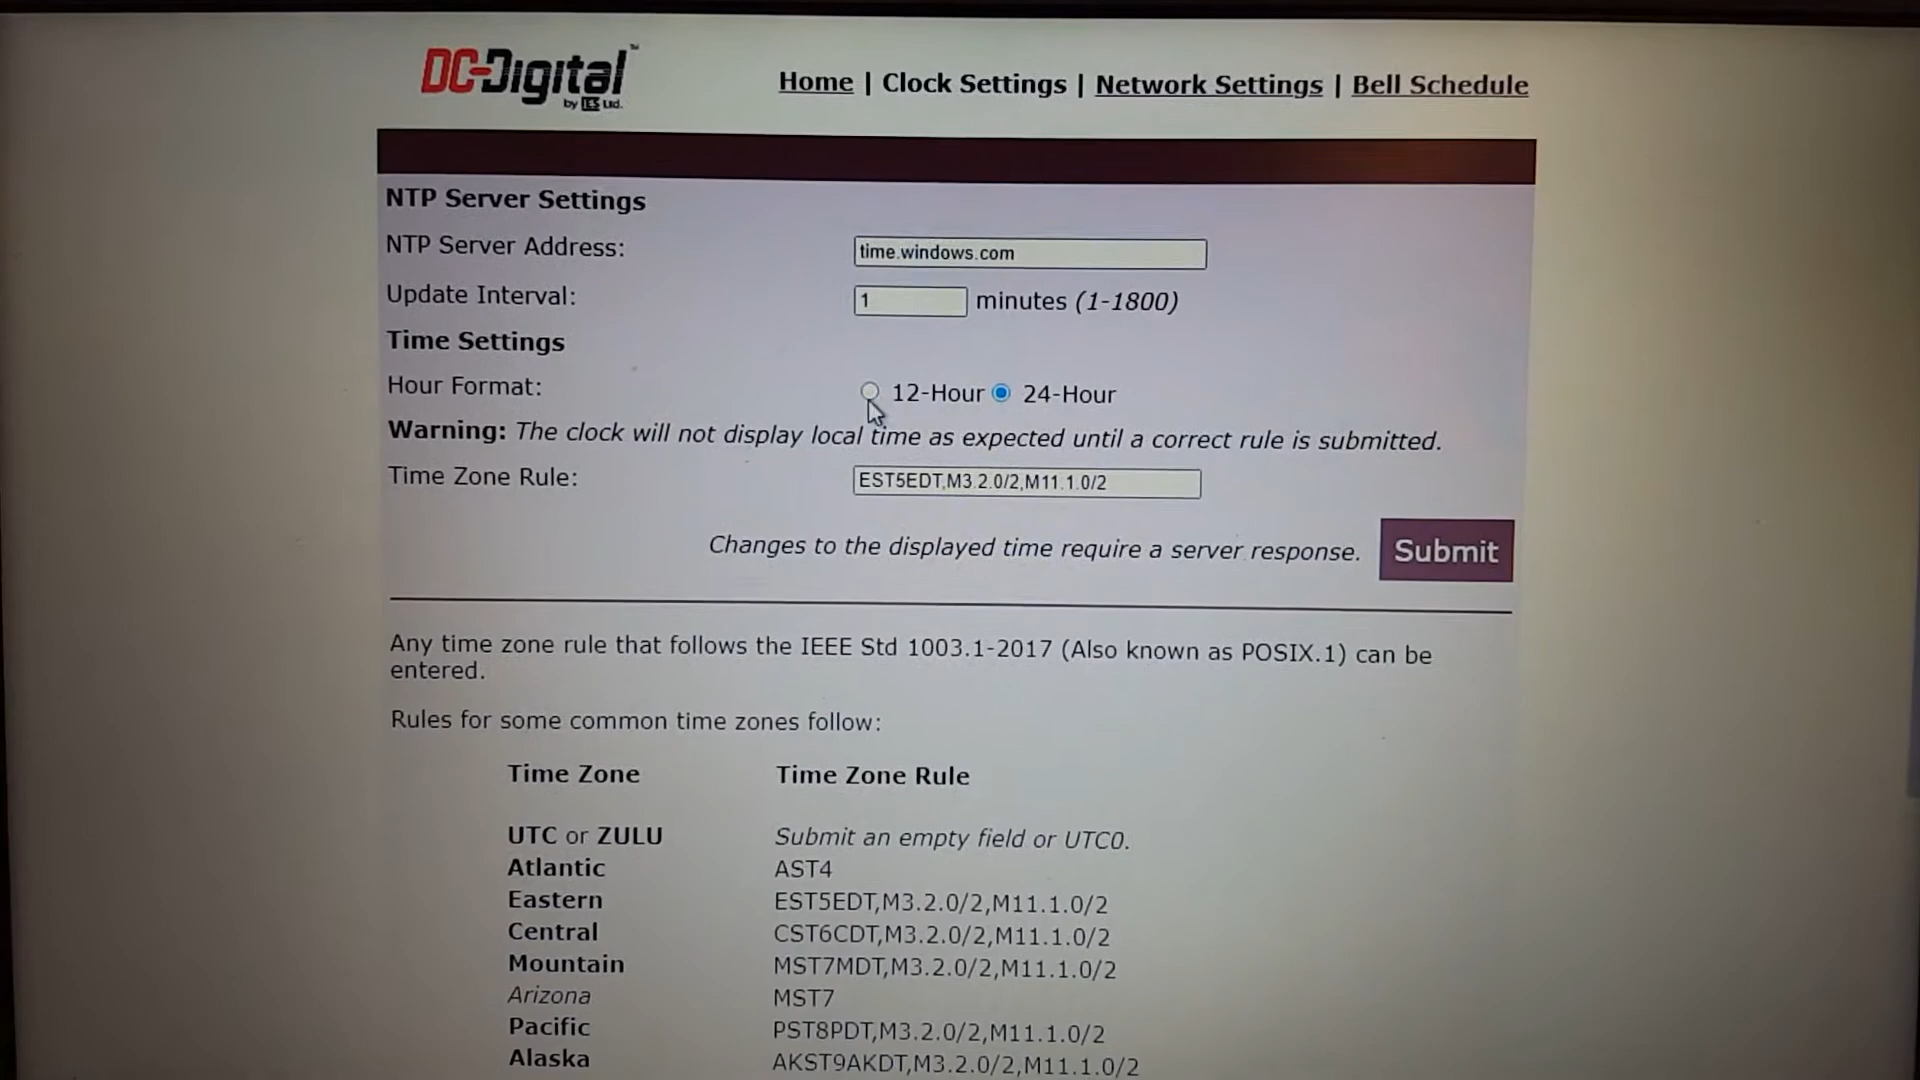 DC-Digital™
by IES Ltd.
Home | Clock Settings | Network Settings | Bell Schedule
NTP Server Settings
NTP Server Address: time.windows.com
Update Interval: 1 minutes (1-1800)
Time Settings
Hour Format: 12-Hour 24-Hour
Warning: The clock will not display local time as expected until a correct rule is submitted.
Time Zone Rule: EST5EDT,M3.2.0/2,M11.1.0/2
Changes to the displayed time require a server response. Submit
Any time zone rule that follows the IEEE Std 1003.1-2017 (Also known as POSIX.1) can be
entered.
Rules for some common time zones follow:
Time Zone Time Zone Rule
UTC or ZULU Submit an empty field or UTC0.
Atlantic AST4
Eastern EST5EDT,M3.2.0/2,M11.1.0/2
Central CST6CDT,M3.2.0/2,M11.1.0/2
Mountain MST7MDT,M3.2.0/2,M11.1.0/2
Arizona MST7
Pacific PST8PDT,M3.2.0/2,M11.1.0/2
Alaska AKST9AKDT,M3.2.0/2,M11.1.0/2